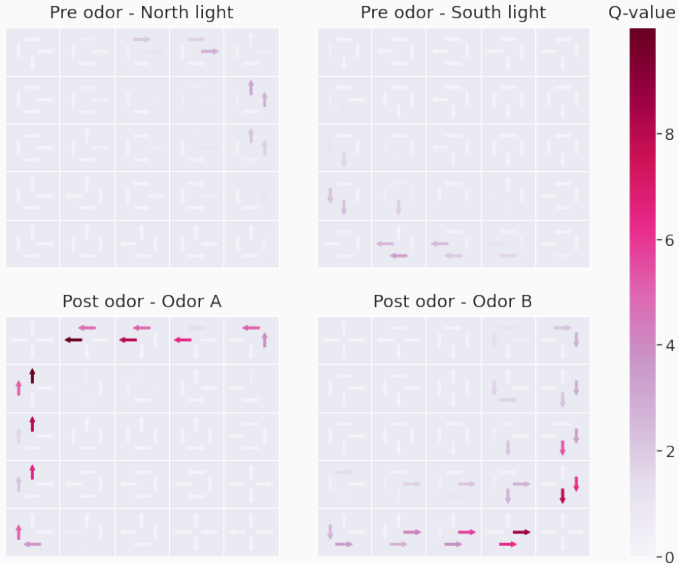 Pre odor - North light
Pre odor - South light
Q-value
8
6
4
2
0
Post odor - Odor A
Post odor - Odor B